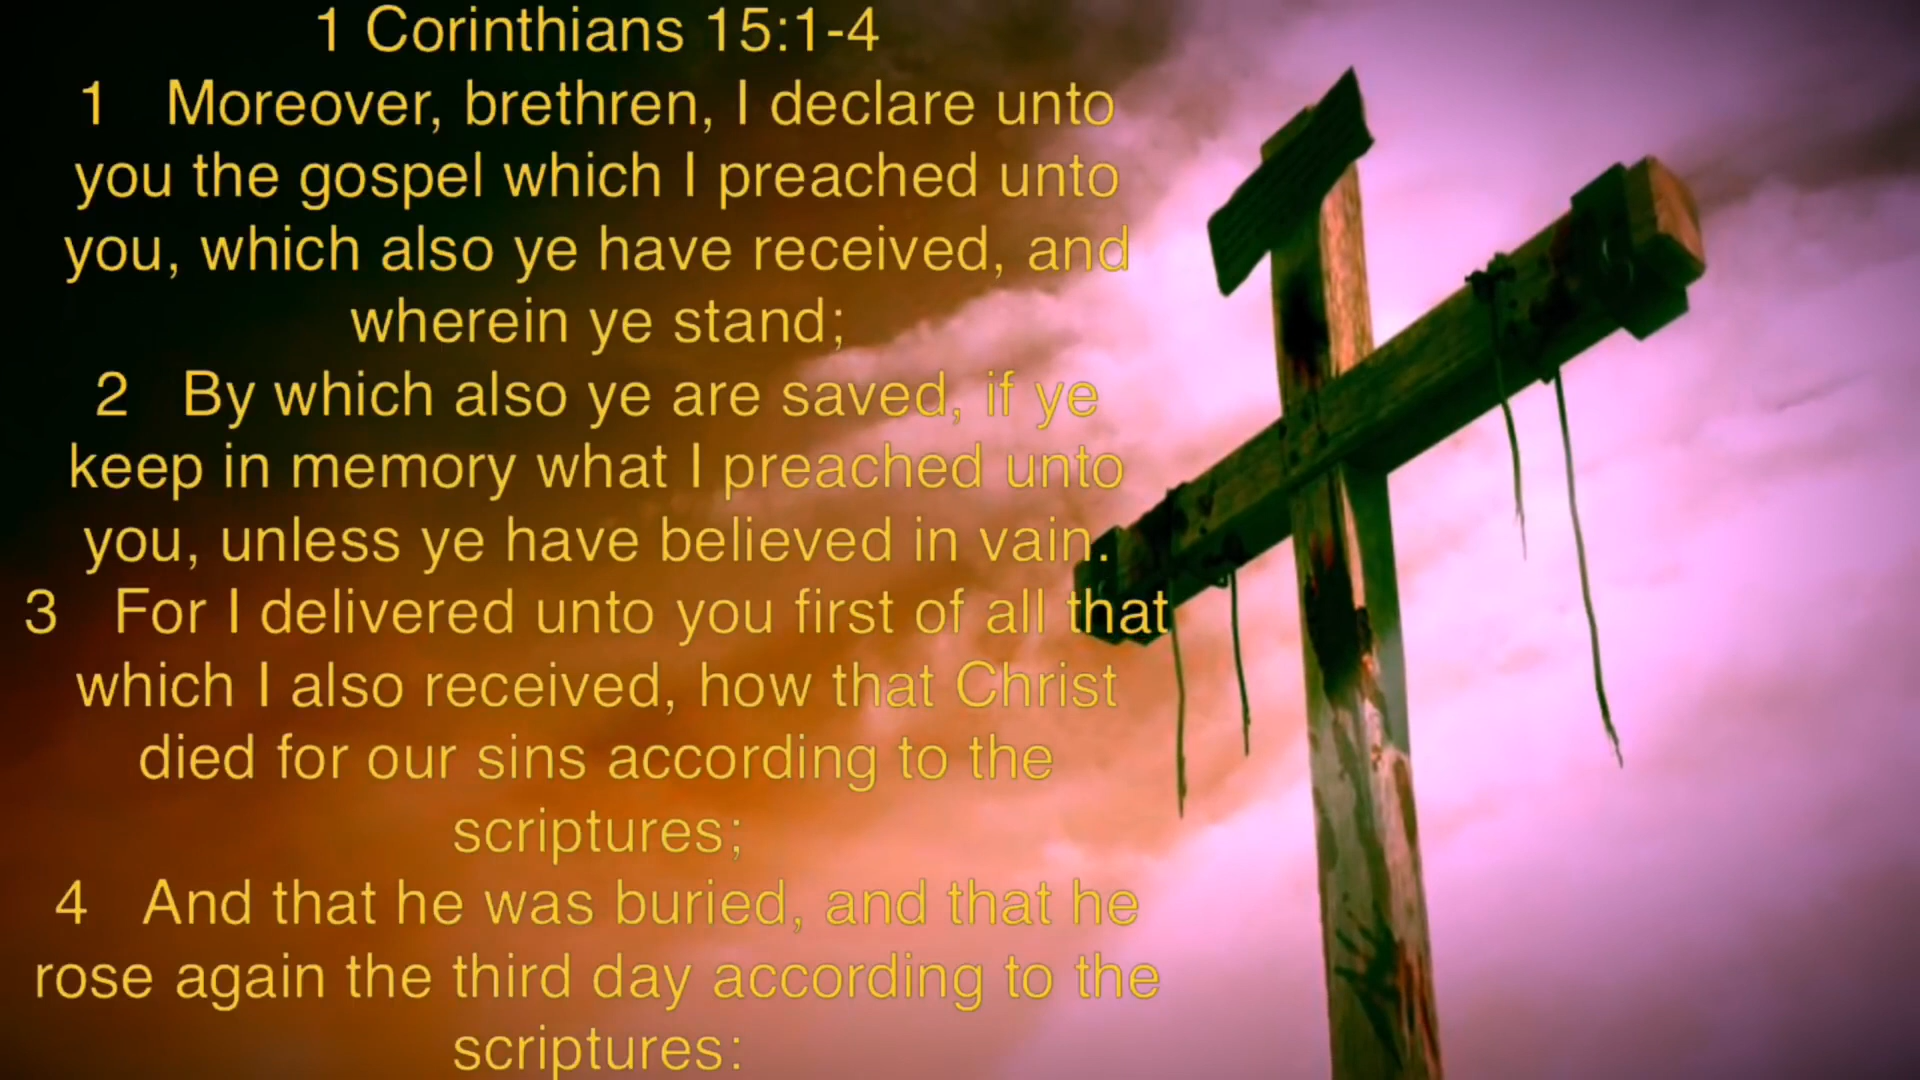 1 Corinthians 15:1-4
1 Moreover, brethren, I declare unto
you the gospel which I preached unto
you, which also ye have received, and
wherein ye stand;
2 By which also ye are saved, if ye
keep in memory what I preached unto
you, unless ye have believed in vain.
3 For I delivered unto you first of all that
which I also received, how that Christ
died for our sins according to the
scriptures;
4 And that he was buried, and that he
rose again the third day according to the
scriptures: